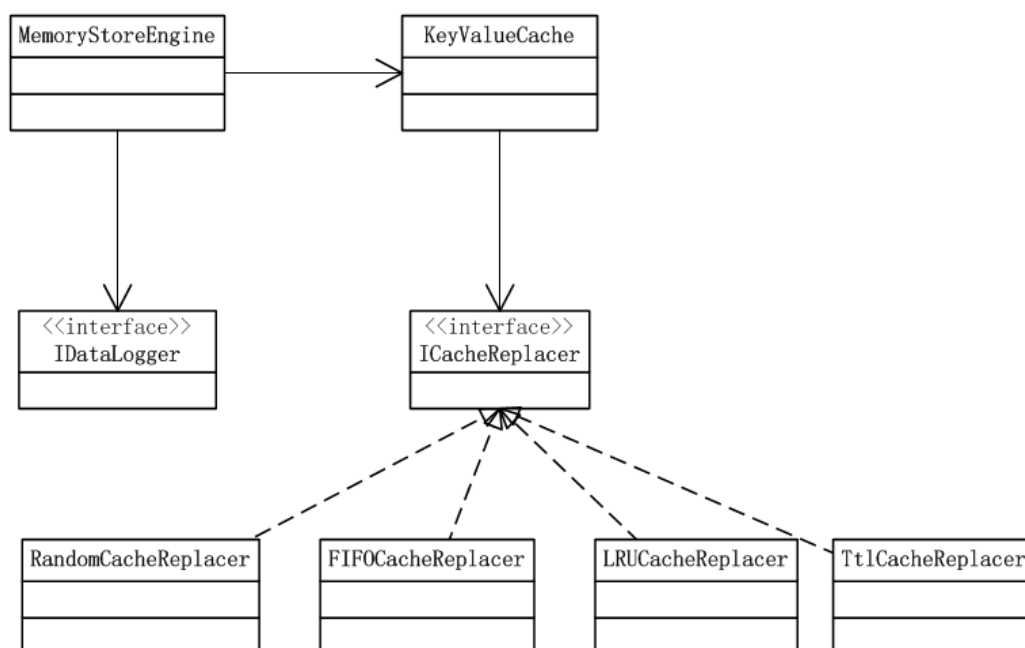 MemoryStoreEngine
KeyValueCache
<<interface>>
IDataLogger
<<interface>>
ICacheReplacer
RandomCacheReplacer
FIFOCacheReplacer
LRUCacheReplacer
TtlCacheReplacer